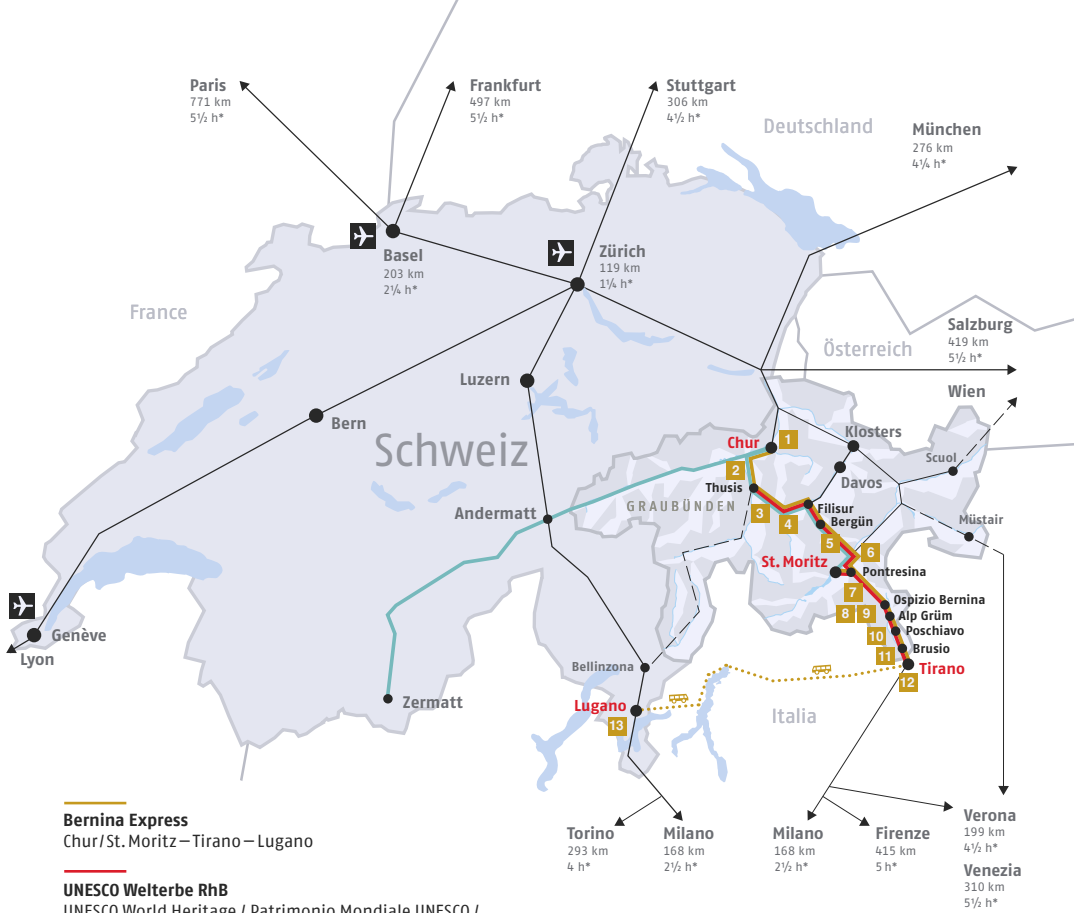 Paris
771 km
5½ h*
Frankfurt
497 km
5½ h*
Stuttgart
306 km
4½ h*
Deutschland
München
276 km
4¼ h*
Basel
203 km
2¼ h*
Zürich
119 km
1¼ h*
France
Salzburg
419 km
5½ h*
Österreich
Wien
Luzern
Bern
Schweiz
Chur
1
Klosters
Scuol
2
Thusis
Davos
GRAUBÜNDEN
Andermatt
3
4
Filisur
Bergün
Müstair
5
6
St. Moritz
Pontresina
7
8
9
Ospizio Bernina
Alp Grüm
10
Poschiavo
11
Brusio
Genève
Lyon
Bellinzona
Tirano
12
Zermatt
Lugano
13
Italia
Bernina Express
Chur/St. Moritz – Tirano – Lugano
Torino
293 km
4 h*
Milano
168 km
2½ h*
Milano
168 km
2½ h*
Firenze
415 km
5 h*
Verona
199 km
4½ h*
Venezia
310 km
5½ h*
UNESCO Welterbe RhB
UNESCO World Heritage / Patrimonio Mondiale UNESCO /